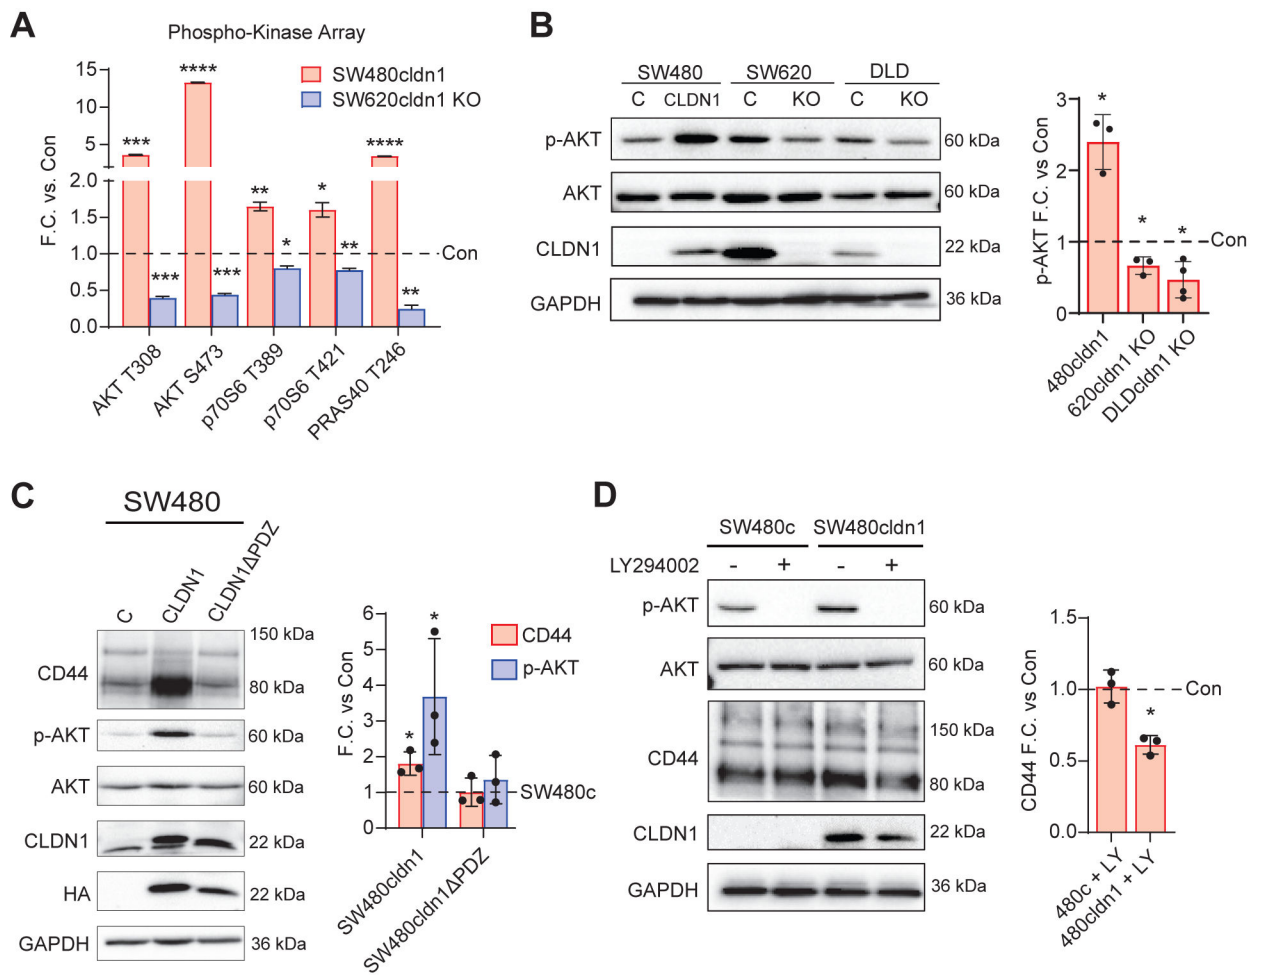 A
Phospho-Kinase Array
F.C. vs. Con
15
10
5
2.0
1.5
1.0
0.5
0.0
***
****
**
*
****
***
***
*
**
**
SW480cldn1
SW620cldn1 KO
Con
AKT T308
AKT S473
p70S6 T389
p70S6 T421
PRAS40 T246
B
SW480 SW620 DLD
C CLDN1 C KO C KO
p-AKT 60 kDa
AKT 60 kDa
CLDN1 22 kDa
GAPDH 36 kDa
p-AKT F.C. vs Con
3
2
1
0
*
*
*
Con
480cldn1
620cldn1 KO
DLDcldn1 KO
C
SW480
C CLDN1 CLDN1ΔPDZ
150 kDa
CD44
80 kDa
p-AKT 60 kDa
AKT 60 kDa
CLDN1 22 kDa
HA 22 kDa
GAPDH 36 kDa
F.C. vs Con
6
5
4
3
2
1
0
*
*
CD44
p-AKT
SW480c
SW480cldn1
SW480cldn1ΔPDZ
D
SW480c SW480cldn1
LY294002 - + - +
p-AKT 60 kDa
AKT 60 kDa
150 kDa
CD44
80 kDa
CLDN1 22 kDa
GAPDH 36 kDa
CD44 F.C. vs Con
1.5
1.0
0.5
0.0
*
Con
480c + LY
480cldn1 + LY